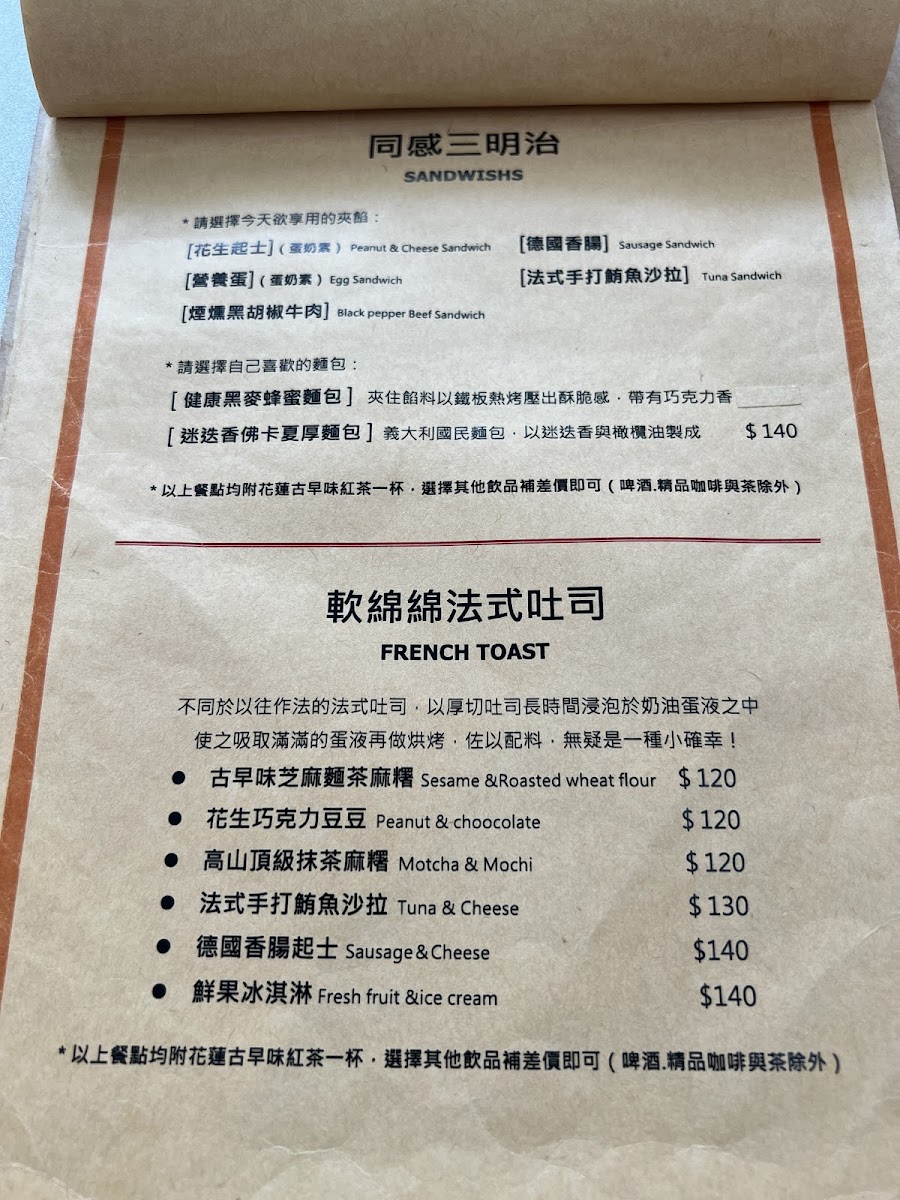 同感三明治
SANDWISHS
* 請選擇今天欲享用的夾餡：
[花生起士]（蛋奶素） Peanut & Cheese Sandwich [德國香腸] Sausage Sandwich
[營養蛋]（蛋奶素） Egg Sandwich [法式手打鮪魚沙拉] Tuna Sandwich
[煙燻黑胡椒牛肉] Black pepper Beef Sandwich
* 請選擇自己喜歡的麵包：
[ 健康黑麥蜂蜜麵包 ] 夾住餡料以鐵板熱烤壓出酥脆感，帶有巧克力香
[ 迷迭香佛卡夏厚麵包 ] 義大利國民麵包，以迷迭香與橄欖油製成 $ 140
* 以上餐點均附花蓮古早味紅茶一杯，選擇其他飲品補差價即可（啤酒.精品咖啡與茶除外）
軟綿綿法式吐司
FRENCH TOAST
不同於以往作法的法式吐司，以厚切吐司長時間浸泡於奶油蛋液之中
使之吸取滿滿的蛋液再做烘烤，佐以配料，無疑是一種小確幸！
● 古早味芝麻麵茶麻糬 Sesame &Roasted wheat flour $ 120
● 花生巧克力豆豆 Peanut & choocolate $ 120
● 高山頂級抹茶麻糬 Motcha & Mochi $ 120
● 法式手打鮪魚沙拉 Tuna & Cheese $ 130
● 德國香腸起士 Sausage&Cheese $140
● 鮮果冰淇淋 Fresh fruit &ice cream $140
* 以上餐點均附花蓮古早味紅茶一杯，選擇其他飲品補差價即可（啤酒.精品咖啡與茶除外）